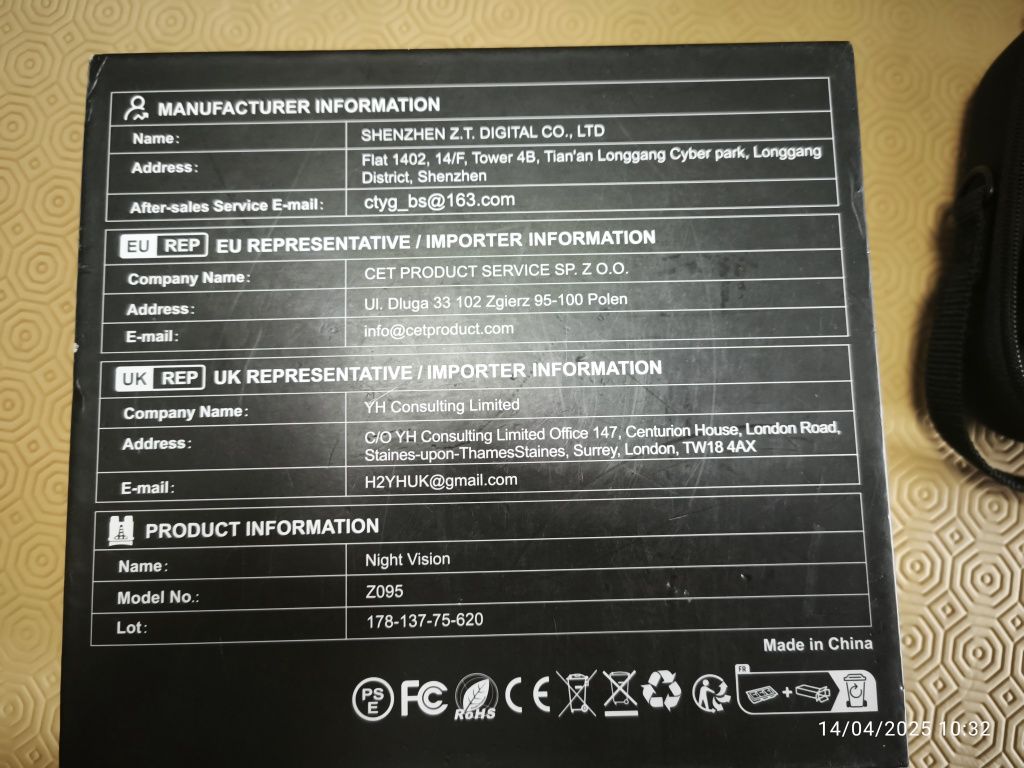 MANUFACTURER INFORMATION
Name: SHENZHEN Z.T. DIGITAL CO., LTD
Address: Flat 1402, 14/F, Tower 4B, Tian'an Longgang Cyber park, Longgang
District, Shenzhen
After-sales Service E-mail: ctyg_bs@163.com
EU REP EU REPRESENTATIVE / IMPORTER INFORMATION
Company Name: CET PRODUCT SERVICE SP. Z O.O.
Address: Ul. Dluga 33 102 Zgierz 95-100 Polen
E-mail: info@cetproduct.com
UK REP UK REPRESENTATIVE / IMPORTER INFORMATION
Company Name: YH Consulting Limited
Address: C/O YH Consulting Limited Office 147, Centurion House, London Road,
Staines-upon-ThamesStaines, Surrey, London, TW18 4AX
E-mail: H2YHUK@gmail.com
PRODUCT INFORMATION
Name: Night Vision
Model No.: Z095
Lot: 178-137-75-620
Made in China
PS E FC RoHS CE FR
14/04/2025 10:32